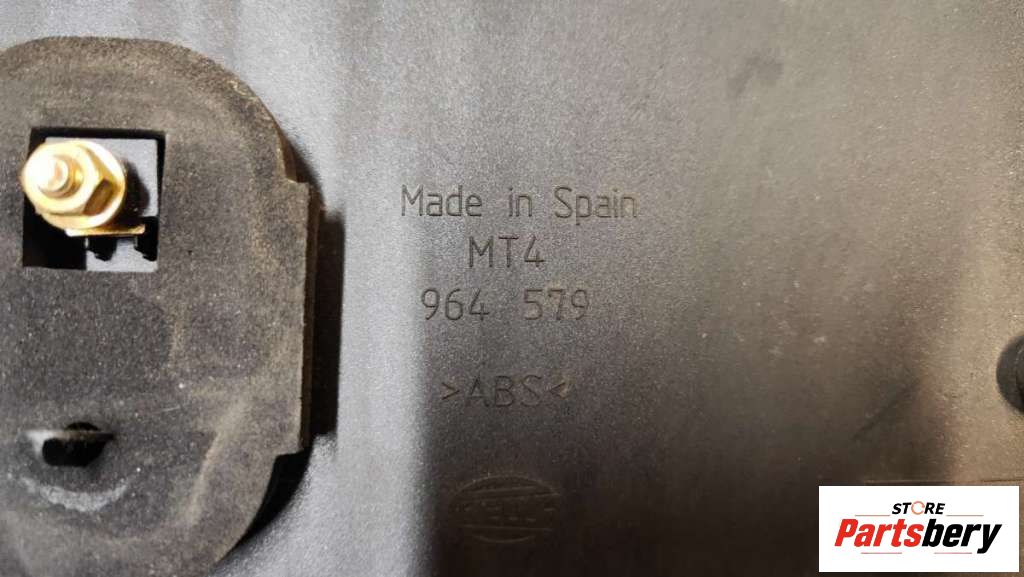 Made in Spain
MT4
964 579
>ABS<
STORE
Partsbery